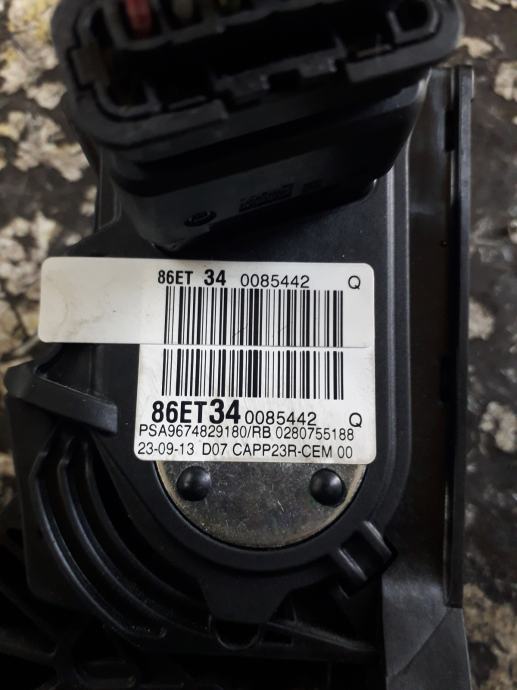 86ET 34 0085442 Q
86ET34 0085442 Q
PSA9674829180/RB 0280755188
23-09-13 D07 CAPP23R-CEM 00